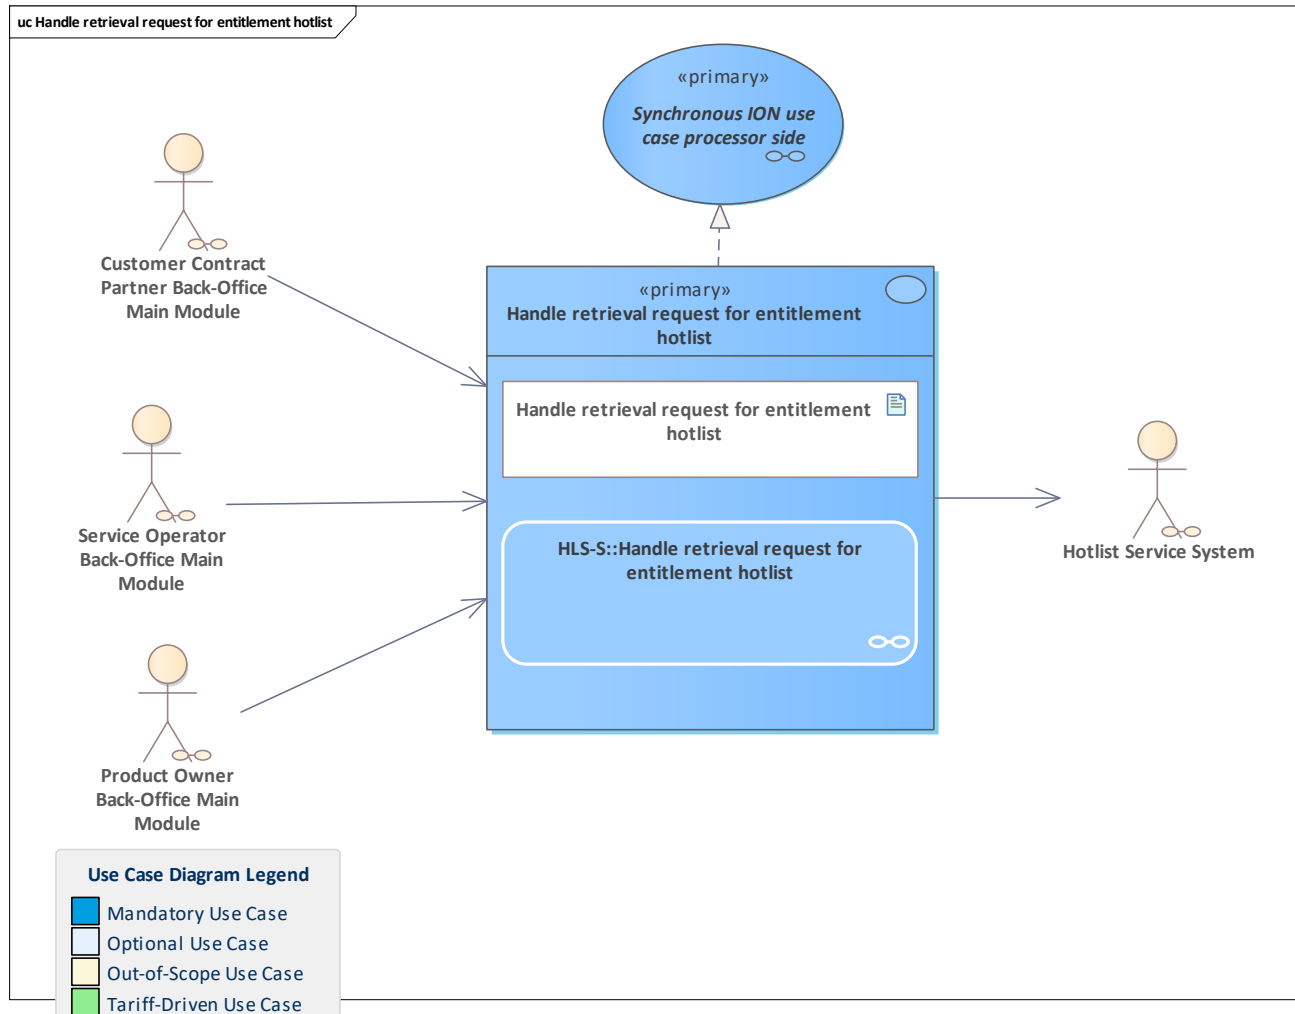 uc Handle retrieval request for entitlement hotlist
«primary»
Synchronous ION use
case processor side
Customer Contract
Partner Back-Office
Main Module
«primary»
Handle retrieval request for entitlement
hotlist
Handle retrieval request for entitlement
hotlist
Service Operator
Back-Office Main
Module
HLS-S::Handle retrieval request for
entitlement hotlist
Hotlist Service System
Product Owner
Back-Office Main
Module
Use Case Diagram Legend
Mandatory Use Case
Optional Use Case
Out-of-Scope Use Case
Tariff-Driven Use Case